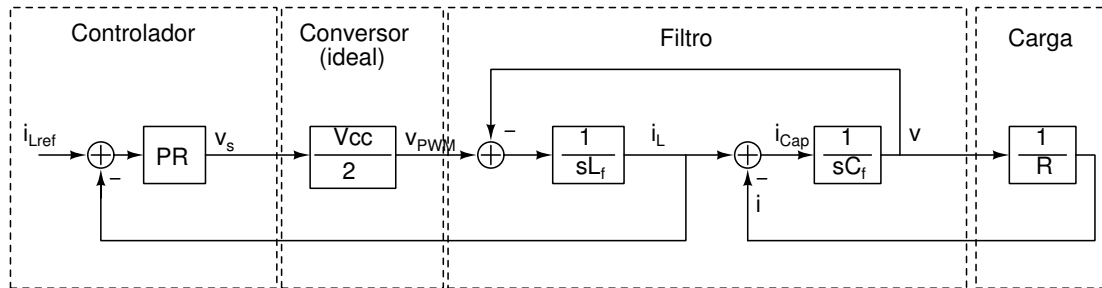 Controlador
Conversor
(ideal)
Filtro
Carga
i_Lref
−
PR
v_s
Vcc
2
v_PWM
−
1
sL_f
i_L
i_Cap
−
i
1
sC_f
v
1
R
−